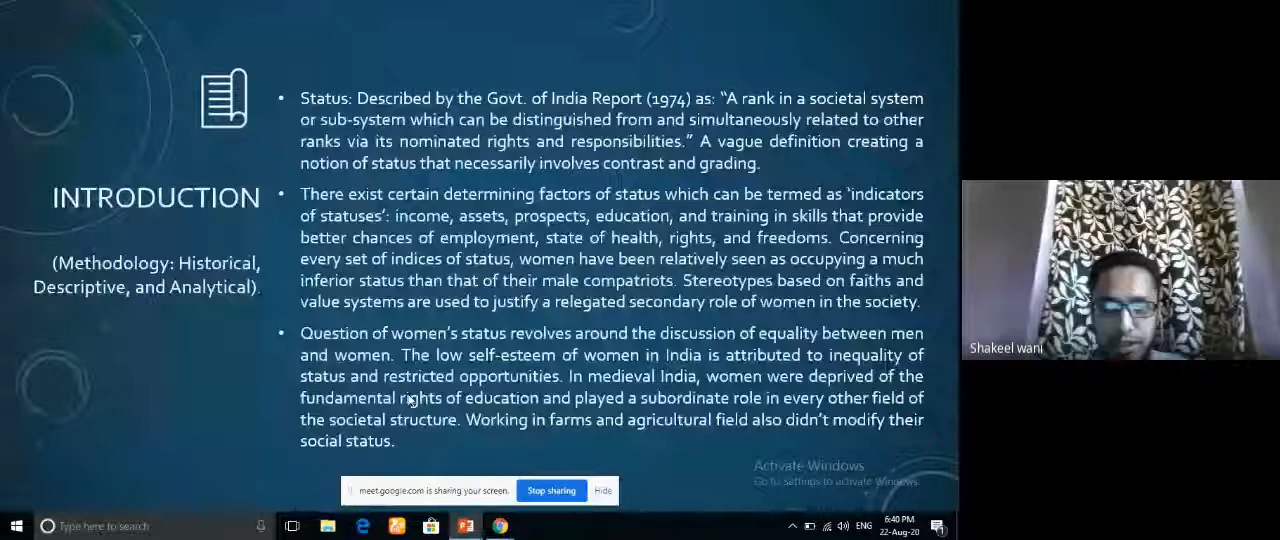 • Status: Described by the Govt. of India Report (1974) as: “A rank in a societal system
or sub-system which can be distinguished from and simultaneously related to other
ranks via its nominated rights and responsibilities.” A vague definition creating a
notion of status that necessarily involves contrast and grading.
INTRODUCTION
(Methodology: Historical,
Descriptive, and Analytical).
• There exist certain determining factors of status which can be termed as ‘indicators
of statuses’: income, assets, prospects, education, and training in skills that provide
better chances of employment, state of health, rights, and freedoms. Concerning
every set of indices of status, women have been relatively seen as occupying a much
inferior status than that of their male compatriots. Stereotypes based on faiths and
value systems are used to justify a relegated secondary role of women in the society.
• Question of women’s status revolves around the discussion of equality between men
and women. The low self-esteem of women in India is attributed to inequality of
status and restricted opportunities. In medieval India, women were deprived of the
fundamental rights of education and played a subordinate role in every other field of
the societal structure. Working in farms and agricultural field also didn’t modify their
social status.
Shakeel wani
Activate Windows
Go to Settings to activate Windows.
meet.google.com is sharing your screen. Stop sharing Hide
Type here to search
ENG
6:40 PM
22-Aug-20